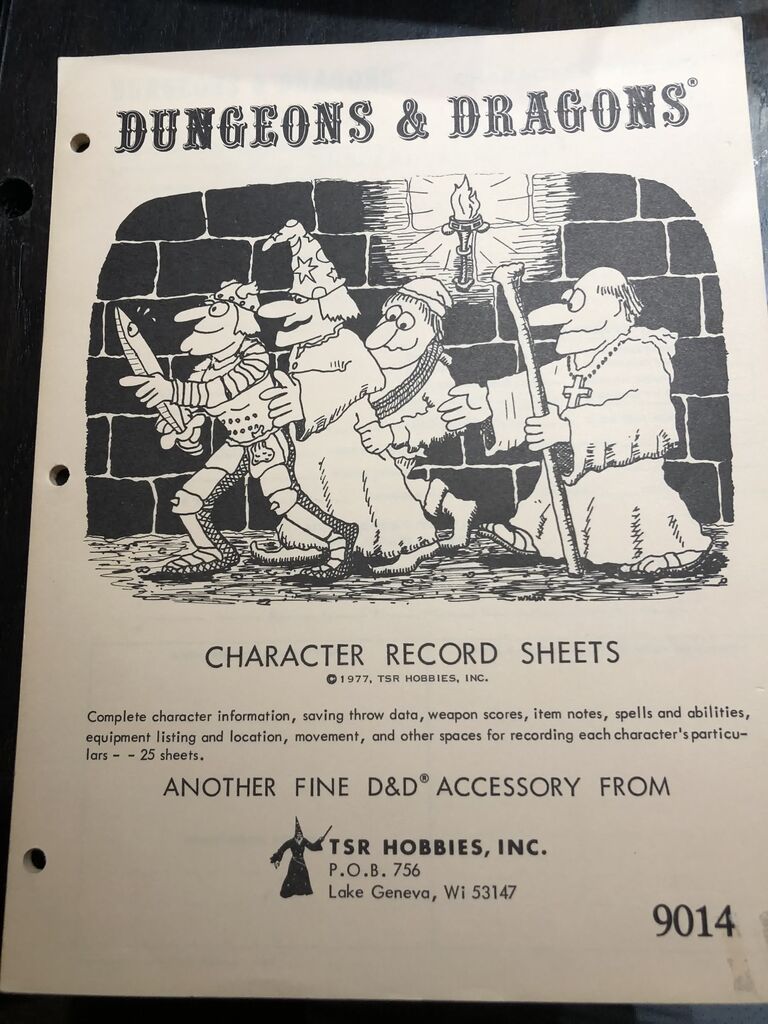 DUNGEONS & DRAGONS®
CHARACTER RECORD SHEETS
©1977, TSR HOBBIES, INC.
Complete character information, saving throw data, weapon scores, item notes, spells and abilities,
equipment listing and location, movement, and other spaces for recording each character's particu-
lars - - 25 sheets.
ANOTHER FINE D&D® ACCESSORY FROM
TSR HOBBIES, INC.
P.O.B. 756
Lake Geneva, Wi 53147
9014